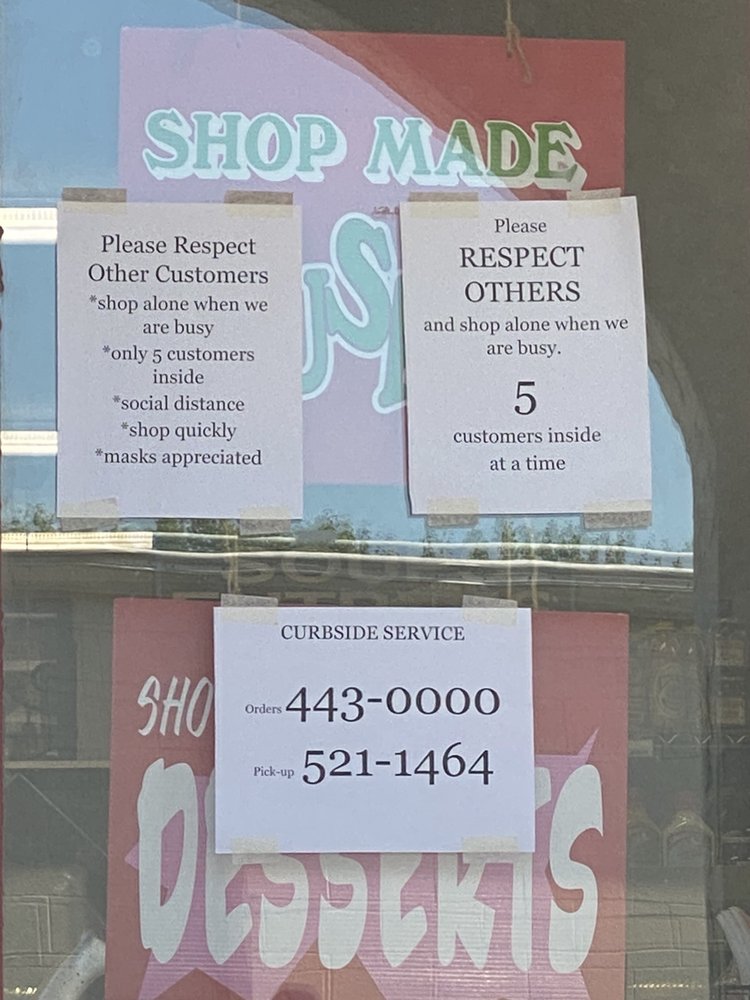 SHOP MADE
Please Respect
Other Customers
*shop alone when we
are busy
*only 5 customers
inside
*social distance
*shop quickly
*masks appreciated
Please
RESPECT
OTHERS
and shop alone when we
are busy.
5
customers inside
at a time
CURBSIDE SERVICE
Orders 443-0000
Pick-up 521-1464
SHO
DESSERTS